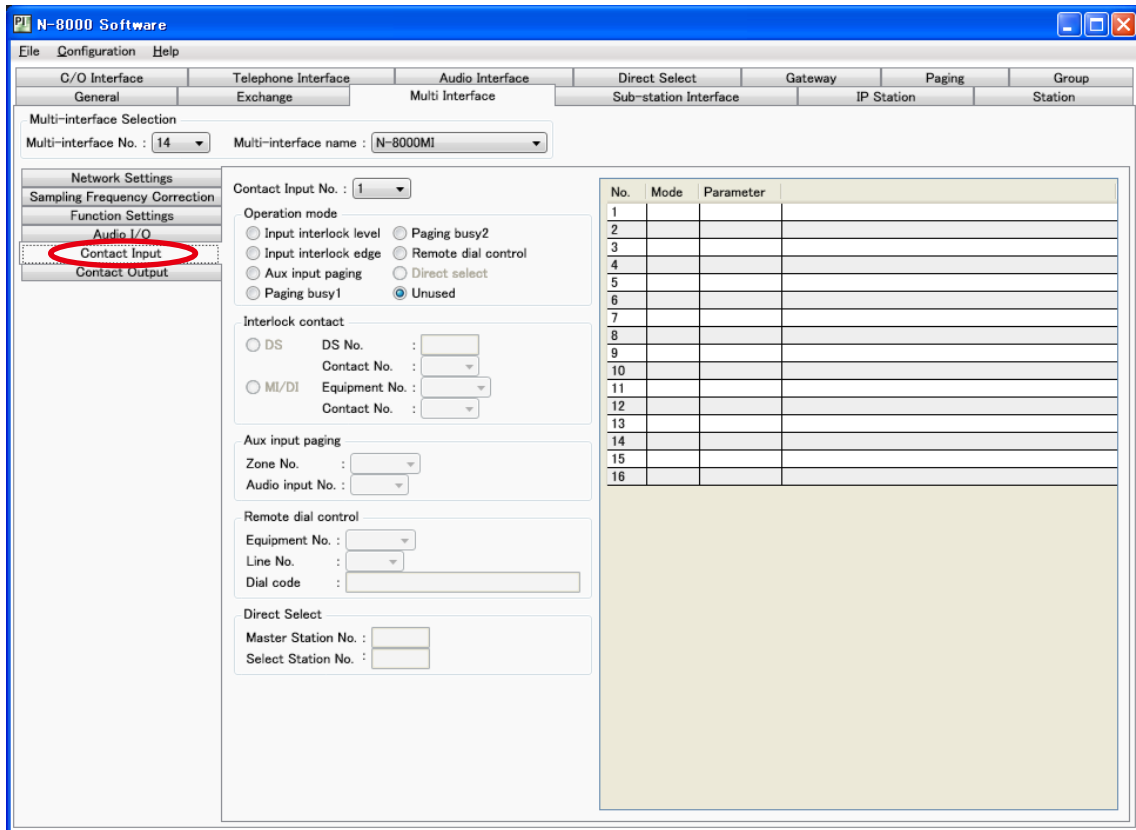 N-8000 Software
File Configuration Help
C/O Interface Telephone Interface Audio Interface Direct Select Gateway Paging Group
General Exchange Multi Interface Sub-station Interface IP Station Station
Multi-interface Selection
Multi-interface No. : 14 Multi-interface name : N-8000MI
Network Settings
Sampling Frequency Correction
Function Settings
Audio I/O
Contact Input
Contact Output
Contact Input No. : 1
Operation mode
Input interlock level Paging busy2
Input interlock edge Remote dial control
Aux input paging Direct select
Paging busy1 Unused
Interlock contact
DS DS No. :
Contact No. :
MI/DI Equipment No. :
Contact No. :
Aux input paging
Zone No. :
Audio input No. :
Remote dial control
Equipment No. :
Line No. :
Dial code :
Direct Select
Master Station No. :
Select Station No. :
No. Mode Parameter
1
2
3
4
5
6
7
8
9
10
11
12
13
14
15
16